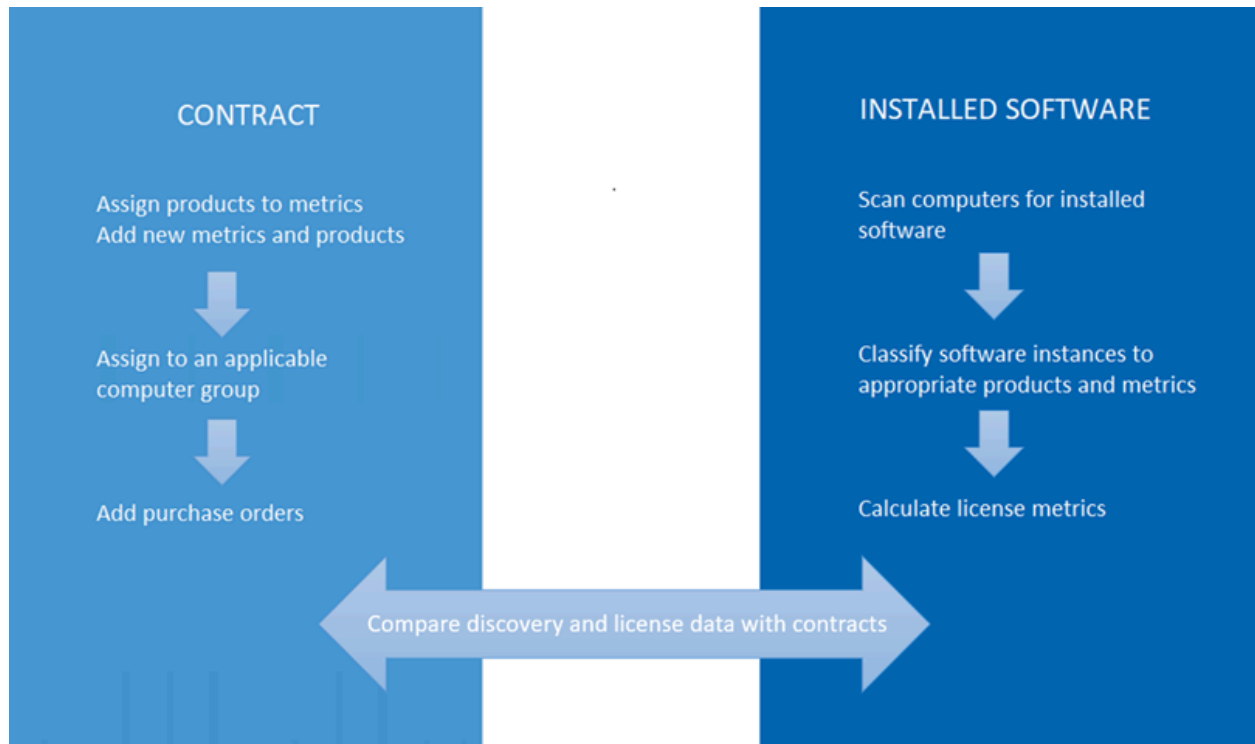 CONTRACT
Assign products to metrics
Add new metrics and products
Assign to an applicable
computer group
Add purchase orders
INSTALLED SOFTWARE
Scan computers for installed
software
Classify software instances to
appropriate products and metrics
Calculate license metrics
Compare discovery and license data with contracts